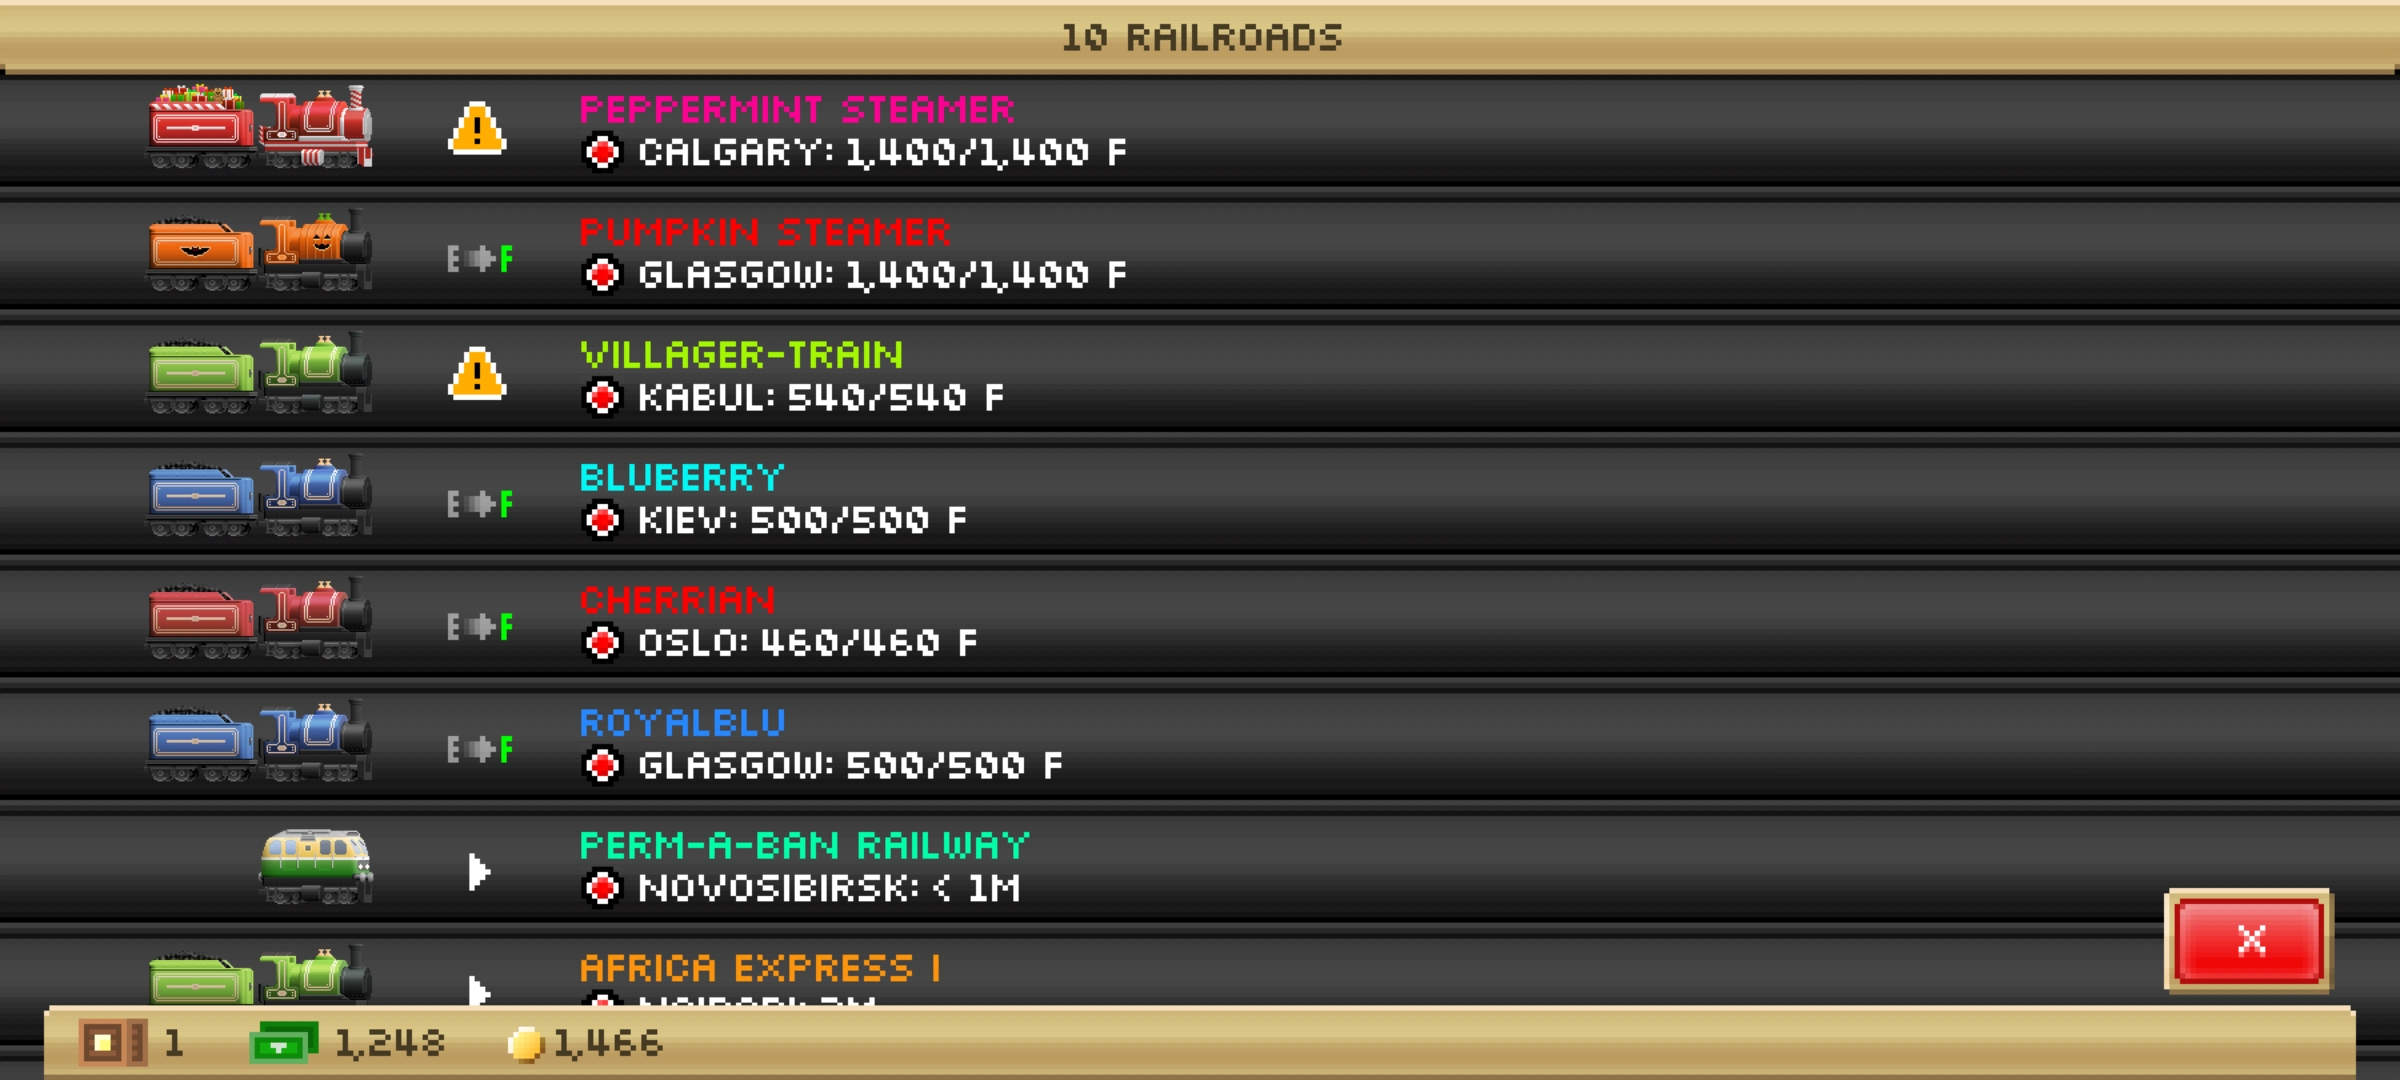 10 RAILROADS
PEPPERMINT STEAMER
CALGARY: 1,400/1,400 F
E F
PUMPKIN STEAMER
GLASGOW: 1,400/1,400 F
VILLAGER-TRAIN
KABUL: 540/540 F
E F
BLUBERRY
KIEV: 500/500 F
E F
CHERRIAN
OSLO: 460/460 F
E F
ROYALBLU
GLASGOW: 500/500 F
PERM-A-BAN RAILWAY
NOVOSIBIRSK: < 1M
AFRICA EXPRESS I
X
1 1,248 1,466